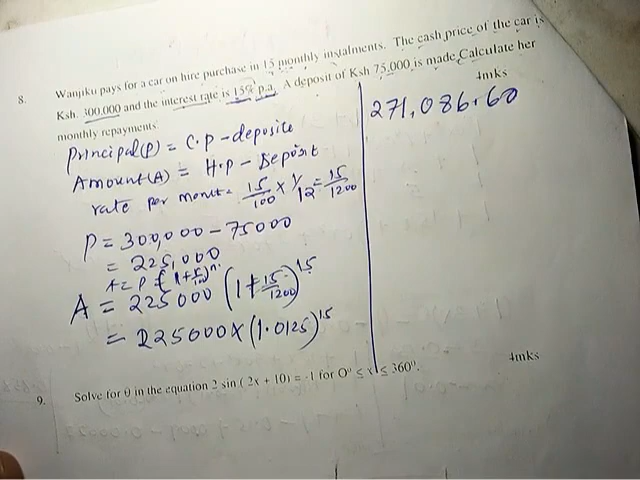 8. Wanjiku pays for a car on hire purchase in 15 monthly instalments. The cash price of the car is
Ksh. 300,000 and the interest rate is 15% p.a. A deposit of Ksh 75,000 is made. Calculate her
monthly repayments 4mks
Principal(P) = C.P - deposite
Amount(A) = H.P - Deposit
rate per month = 15/100 × 1/12 = 15/1200
P = 300,000 - 75000
= 225,000
A = P (1+r/100)ⁿ
A = 225000 (1+15/1200)¹⁵
= 225000 × (1.0125)¹⁵
271,086.60
9. Solve for θ in the equation 2 sin ( 2x + 10) = -1 for O⁰ ≤ x ≤ 360⁰. 4mks